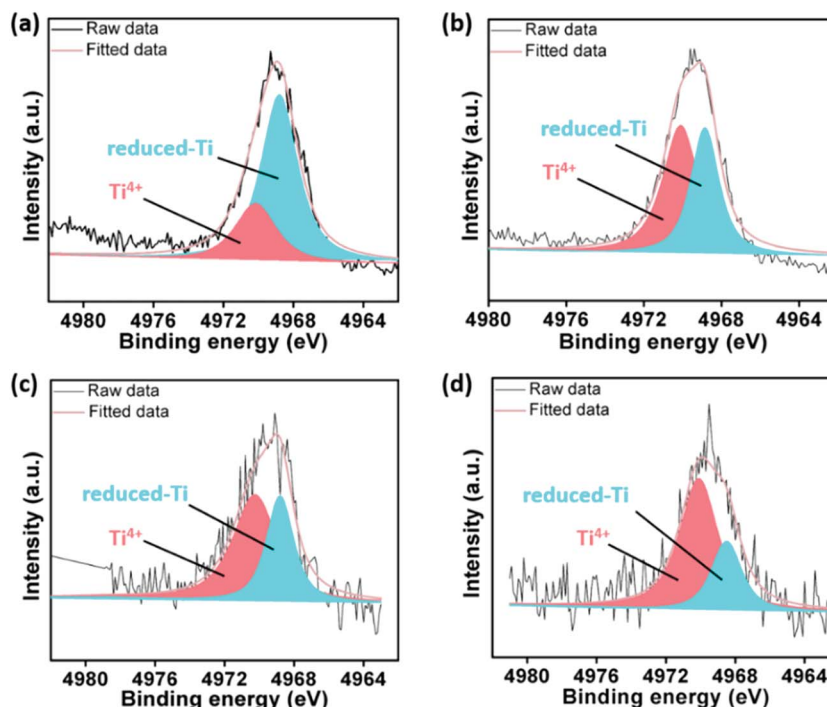 (a)
Raw data
Fitted data
reduced-Ti
Ti⁴⁺
Intensity (a.u.)
4980 4976 4972 4968 4964
Binding energy (eV)
(b)
Raw data
Fitted data
reduced-Ti
Ti⁴⁺
Intensity (a.u.)
4980 4976 4972 4968 4964
Binding energy (eV)
(c)
Raw data
Fitted data
reduced-Ti
Ti⁴⁺
Intensity (a.u.)
4980 4976 4972 4968 4964
Binding energy (eV)
(d)
Raw data
Fitted data
reduced-Ti
Ti⁴⁺
Intensity (a.u.)
4980 4976 4972 4968 4964
Binding energy (eV)